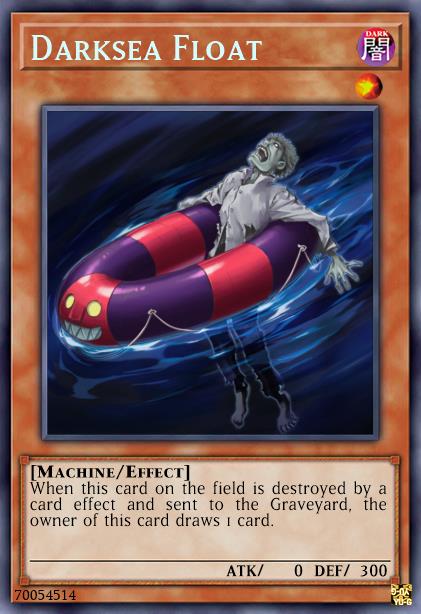 Darksea Float
DARK
闇
[Machine/Effect]
When this card on the field is destroyed by a
card effect and sent to the Graveyard, the
owner of this card draws 1 card.
ATK/ 0 DEF/ 300
70054514